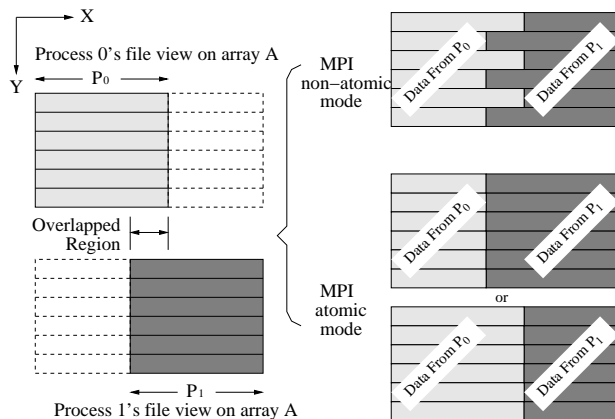 X
Y
Process 0's file view on array A
P0
Overlapped
Region
P1
Process 1's file view on array A
MPI
non−atomic
mode
Data From P0
Data From P1
MPI
atomic
mode
Data From P0
Data From P1
or
Data From P0
Data From P1